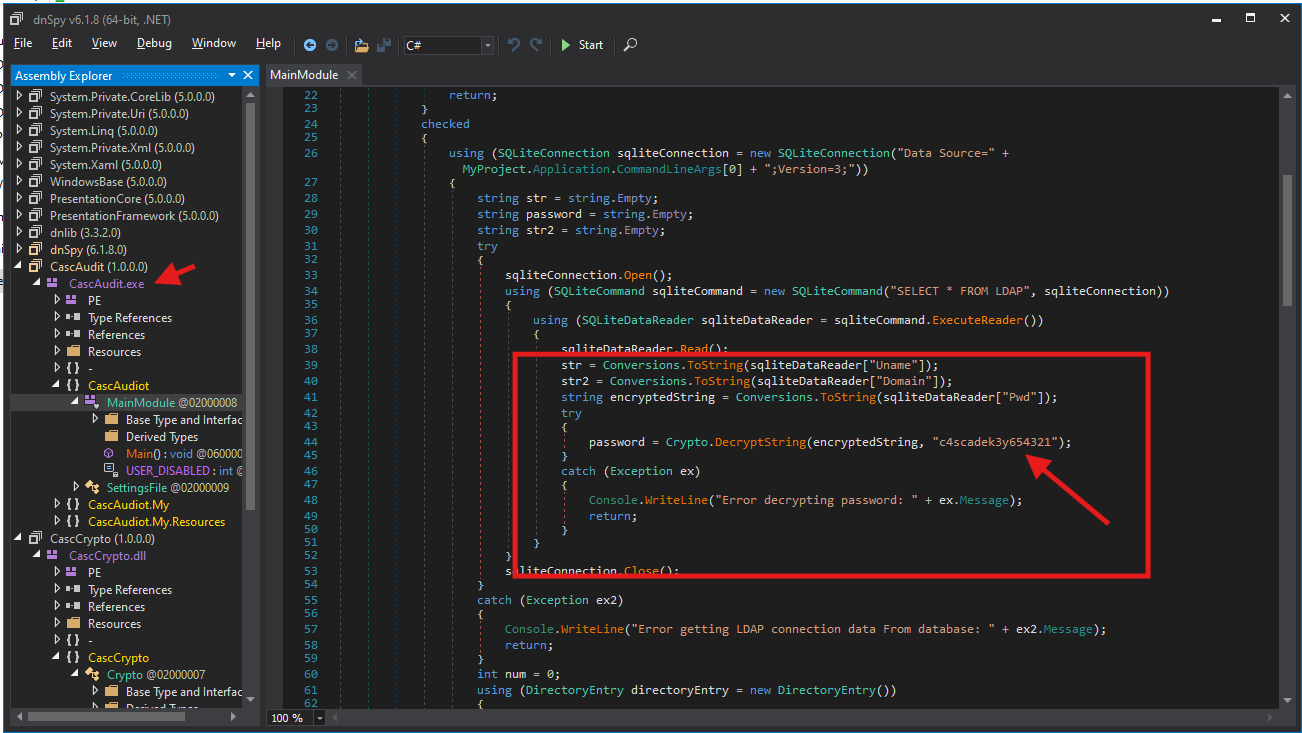 dnSpy v6.1.8 (64-bit, .NET)
File Edit View Debug Window Help C# Start
Assembly Explorer
System.Private.CoreLib (5.0.0.0)
System.Private.Uri (5.0.0.0)
System.Linq (5.0.0.0)
System.Private.Xml (5.0.0.0)
System.Xaml (5.0.0.0)
WindowsBase (5.0.0.0)
PresentationCore (5.0.0.0)
PresentationFramework (5.0.0.0)
dnlib (3.3.2.0)
dnSpy (6.1.8.0)
CascAudit (1.0.0.0)
CascAudit.exe
PE
Type References
References
Resources
{ } -
{ } CascAudiot
MainModule @02000008
Base Type and Interfac
Derived Types
Main() : void @060000
USER_DISABLED : int @
SettingsFile @02000009
{ } CascAudiot.My
{ } CascAudiot.My.Resources
CascCrypto (1.0.0.0)
CascCrypto.dll
PE
Type References
References
Resources
{ } -
{ } CascCrypto
Crypto @02000007
Base Type and Interfac
Derived Types
MainModule
22 return;
23 }
24 checked
25 {
26 using (SQLiteConnection sqliteConnection = new SQLiteConnection("Data Source=" +
MyProject.Application.CommandLineArgs[0] + ";Version=3;"))
27 {
28 string str = string.Empty;
29 string password = string.Empty;
30 string str2 = string.Empty;
31 try
32 {
33 sqliteConnection.Open();
34 using (SQLiteCommand sqliteCommand = new SQLiteCommand("SELECT * FROM LDAP", sqliteConnection))
35 {
36 using (SQLiteDataReader sqliteDataReader = sqliteCommand.ExecuteReader())
37 {
38 sqliteDataReader.Read();
39 str = Conversions.ToString(sqliteDataReader["Uname"]);
40 str2 = Conversions.ToString(sqliteDataReader["Domain"]);
41 string encryptedString = Conversions.ToString(sqliteDataReader["Pwd"]);
42 try
43 {
44 password = Crypto.DecryptString(encryptedString, "c4scadek3y654321");
45 }
46 catch (Exception ex)
47 {
48 Console.WriteLine("Error decrypting password: " + ex.Message);
49 return;
50 }
51 }
52 }
53 sqliteConnection.Close();
54 }
55 catch (Exception ex2)
56 {
57 Console.WriteLine("Error getting LDAP connection data From database: " + ex2.Message);
58 return;
59 }
60 int num = 0;
61 using (DirectoryEntry directoryEntry = new DirectoryEntry())
62 {
100 %